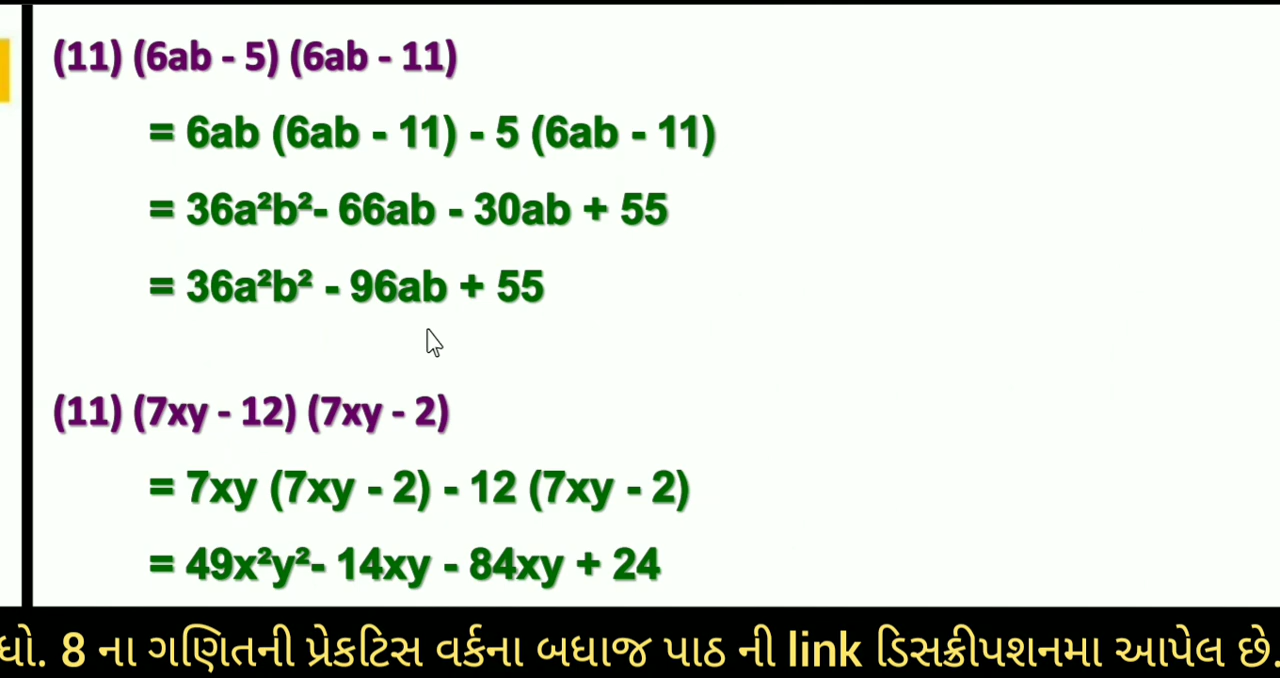 (11) (6ab - 5) (6ab - 11)
= 6ab (6ab - 11) - 5 (6ab - 11)
= 36a²b²- 66ab - 30ab + 55
= 36a²b² - 96ab + 55
(11) (7xy - 12) (7xy - 2)
= 7xy (7xy - 2) - 12 (7xy - 2)
= 49x²y²- 14xy - 84xy + 24
ધો. 8 ના ગણિતની પ્રેકટિસ વર્કના બધાજ પાઠ ની link ડિસક્રીપશનમા આપેલ છે.